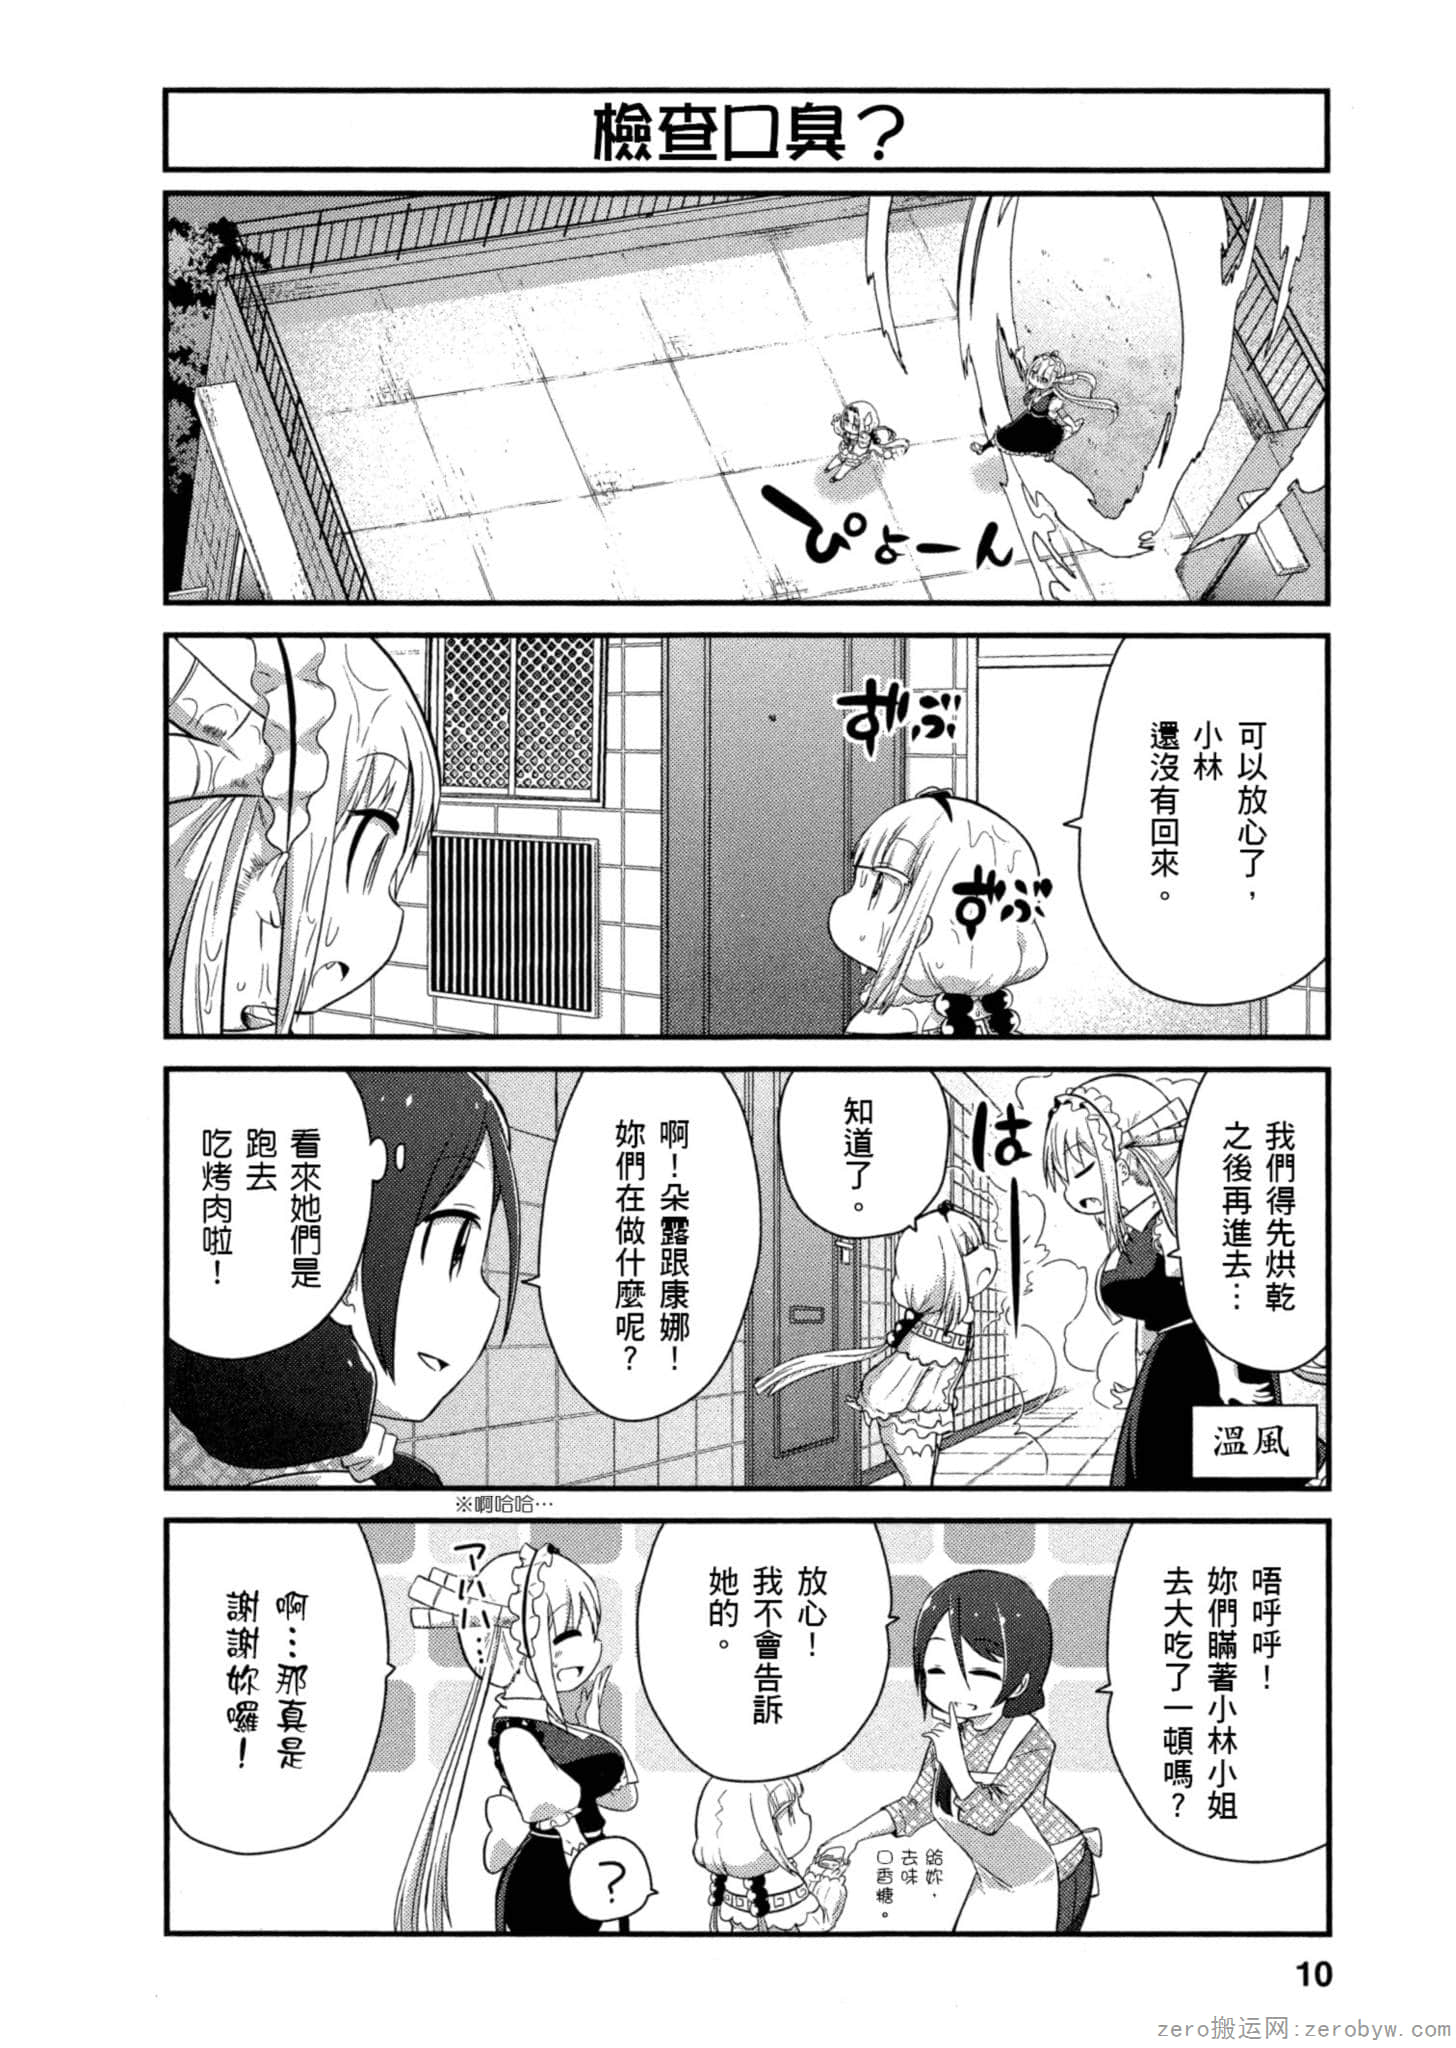 檢查口臭？
ぴょーん
可以放心了，
小林
還沒有回來。
ずぶ
ずぶ
我們得先烘乾
之後再進去…
溫風
は
知道了。
啊！朵露跟康娜！
妳們在做什麼呢？
看來她們是
跑去
吃烤肉啦！
※啊哈哈…
唔呼呼！
妳們瞞著小林小姐
去大吃了一頓嗎？
給妳，
去味
口香糖。
放心！
我不會告訴
她的。
？
アハハ…
啊…那真是
謝謝妳囉！
10
zero搬运网:zerobyw.com